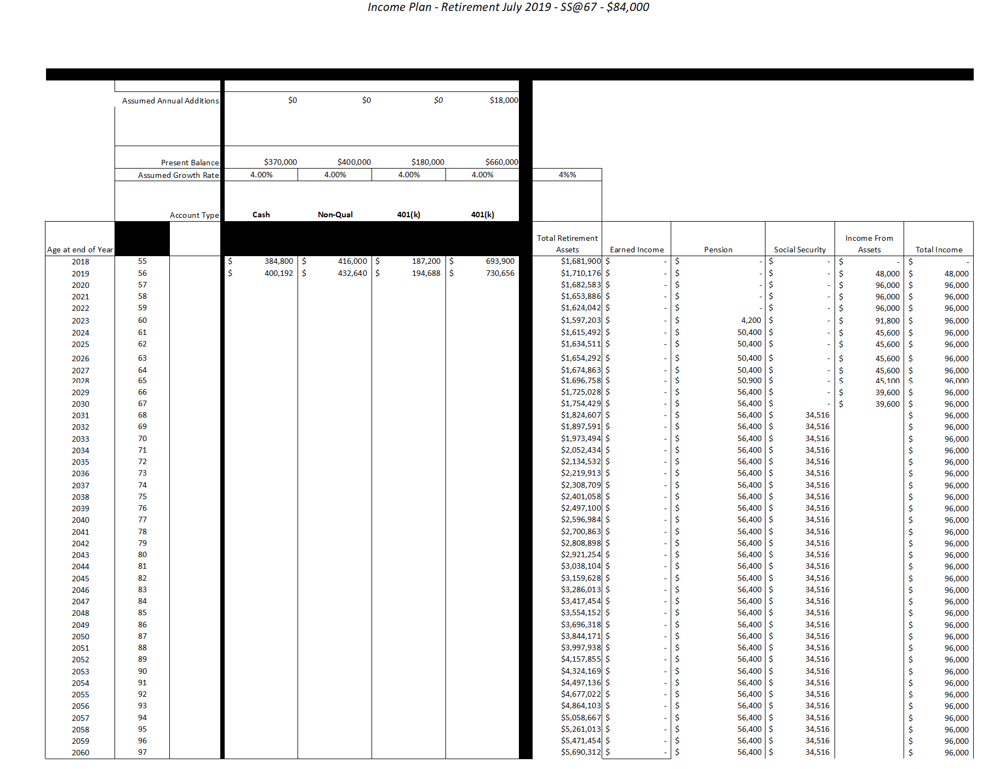 Income Plan - Retirement July 2019 - SS@67 - $84,000
Assumed Annual Additions $0 $0 $0 $18,000
Present Balance $370,000 $400,000 $180,000 $660,000
Assumed Growth Rate 4.00% 4.00% 4.00% 4.00% 4%%
Account Type Cash Non-Qual 401(k) 401(k)
Total Retirement Income From
Age at end of Year Assets Earned Income Pension Social Security Assets Total Income
2018 55 $ 384,800 $ 416,000 $ 187,200 $ 693,900 $1,681,900 $ - $ - $ - $ - $ -
2019 56 $ 400,192 $ 432,640 $ 194,688 $ 730,656 $1,710,176 $ - $ - $ - $ 48,000 $ 48,000
2020 57 $1,682,583 $ - $ - $ - $ 96,000 $ 96,000
2021 58 $1,653,886 $ - $ - $ - $ 96,000 $ 96,000
2022 59 $1,624,042 $ - $ - $ - $ 96,000 $ 96,000
2023 60 $1,597,203 $ - $ 4,200 $ - $ 91,800 $ 96,000
2024 61 $1,615,492 $ - $ 50,400 $ - $ 45,600 $ 96,000
2025 62 $1,634,511 $ - $ 50,400 $ - $ 45,600 $ 96,000
2026 63 $1,654,292 $ - $ 50,400 $ - $ 45,600 $ 96,000
2027 64 $1,674,863 $ - $ 50,400 $ - $ 45,600 $ 96,000
2028 65 $1,696,758 $ - $ 50,900 $ - $ 45,100 $ 96,000
2029 66 $1,725,028 $ - $ 56,400 $ - $ 39,600 $ 96,000
2030 67 $1,754,429 $ - $ 56,400 $ - $ 39,600 $ 96,000
2031 68 $1,824,607 $ - $ 56,400 $ 34,516 $ 96,000
2032 69 $1,897,591 $ - $ 56,400 $ 34,516 $ 96,000
2033 70 $1,973,494 $ - $ 56,400 $ 34,516 $ 96,000
2034 71 $2,052,434 $ - $ 56,400 $ 34,516 $ 96,000
2035 72 $2,134,532 $ - $ 56,400 $ 34,516 $ 96,000
2036 73 $2,219,913 $ - $ 56,400 $ 34,516 $ 96,000
2037 74 $2,308,709 $ - $ 56,400 $ 34,516 $ 96,000
2038 75 $2,401,058 $ - $ 56,400 $ 34,516 $ 96,000
2039 76 $2,497,100 $ - $ 56,400 $ 34,516 $ 96,000
2040 77 $2,596,984 $ - $ 56,400 $ 34,516 $ 96,000
2041 78 $2,700,863 $ - $ 56,400 $ 34,516 $ 96,000
2042 79 $2,808,898 $ - $ 56,400 $ 34,516 $ 96,000
2043 80 $2,921,254 $ - $ 56,400 $ 34,516 $ 96,000
2044 81 $3,038,104 $ - $ 56,400 $ 34,516 $ 96,000
2045 82 $3,159,628 $ - $ 56,400 $ 34,516 $ 96,000
2046 83 $3,286,013 $ - $ 56,400 $ 34,516 $ 96,000
2047 84 $3,417,454 $ - $ 56,400 $ 34,516 $ 96,000
2048 85 $3,554,152 $ - $ 56,400 $ 34,516 $ 96,000
2049 86 $3,696,318 $ - $ 56,400 $ 34,516 $ 96,000
2050 87 $3,844,171 $ - $ 56,400 $ 34,516 $ 96,000
2051 88 $3,997,938 $ - $ 56,400 $ 34,516 $ 96,000
2052 89 $4,157,855 $ - $ 56,400 $ 34,516 $ 96,000
2053 90 $4,324,169 $ - $ 56,400 $ 34,516 $ 96,000
2054 91 $4,497,136 $ - $ 56,400 $ 34,516 $ 96,000
2055 92 $4,677,022 $ - $ 56,400 $ 34,516 $ 96,000
2056 93 $4,864,103 $ - $ 56,400 $ 34,516 $ 96,000
2057 94 $5,058,667 $ - $ 56,400 $ 34,516 $ 96,000
2058 95 $5,261,013 $ - $ 56,400 $ 34,516 $ 96,000
2059 96 $5,471,454 $ - $ 56,400 $ 34,516 $ 96,000
2060 97 $5,690,312 $ - $ 56,400 $ 34,516 $ 96,000